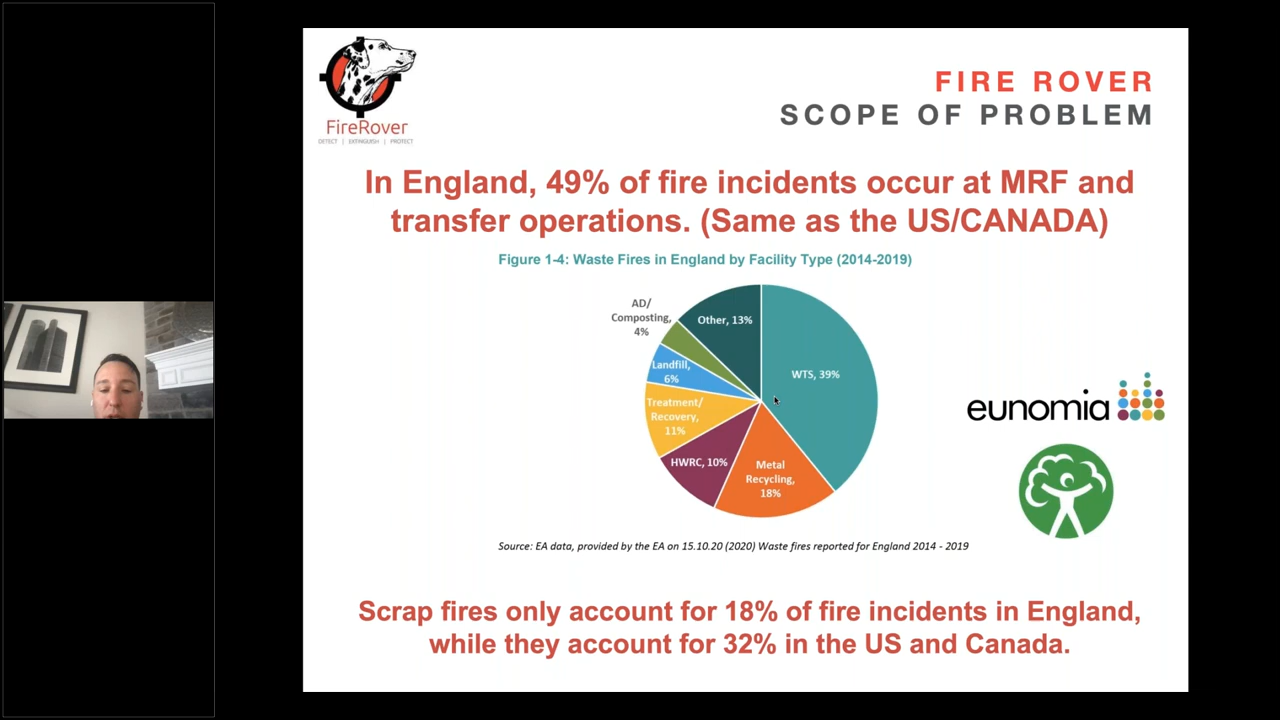 FireRover
DETECT | EXTINGUISH | PROTECT
FIRE ROVER
SCOPE OF PROBLEM
In England, 49% of fire incidents occur at MRF and
transfer operations. (Same as the US/CANADA)
Figure 1-4: Waste Fires in England by Facility Type (2014-2019)
AD/
Composting,
4%
Other, 13%
WTS, 39%
Landfill,
6%
Treatment/
Recovery,
11%
HWRC, 10%
Metal
Recycling,
18%
eunomia
Source: EA data, provided by the EA on 15.10.20 (2020) Waste fires reported for England 2014 - 2019
Scrap fires only account for 18% of fire incidents in England,
while they account for 32% in the US and Canada.